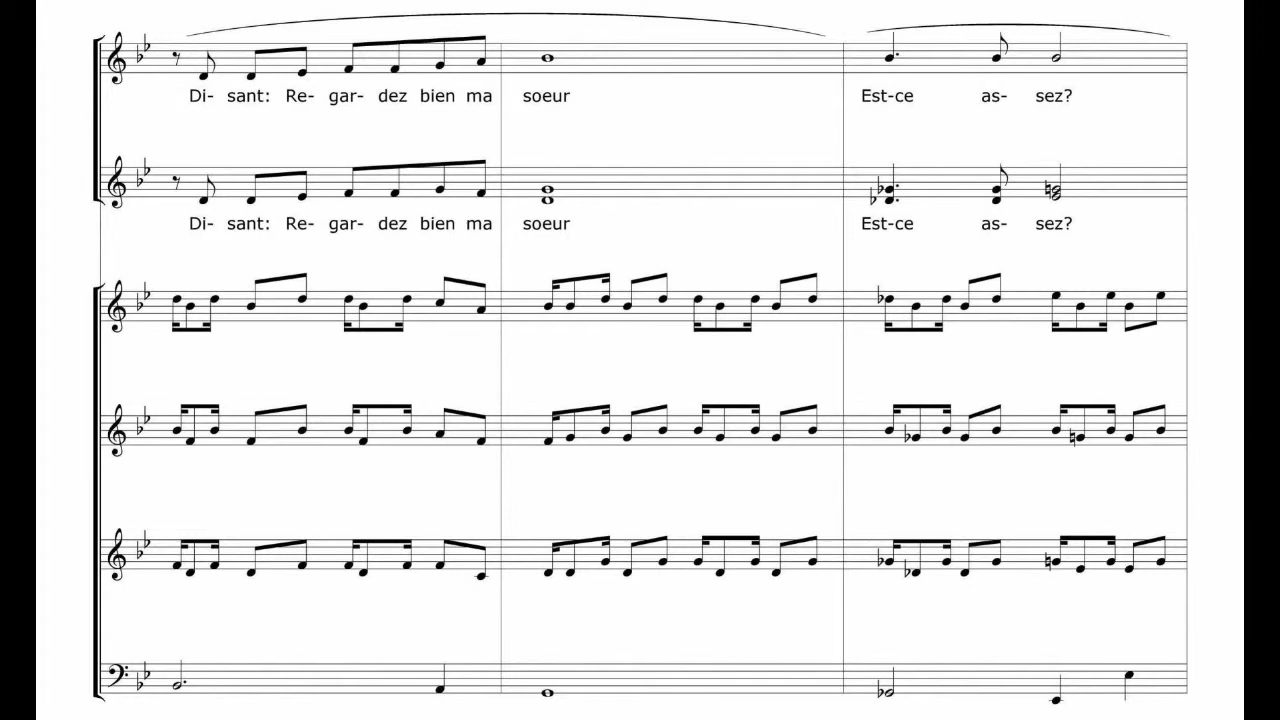 Di- sant: Re- gar- dez bien ma soeur Est-ce as- sez?
Di- sant: Re- gar- dez bien ma soeur Est-ce as- sez?